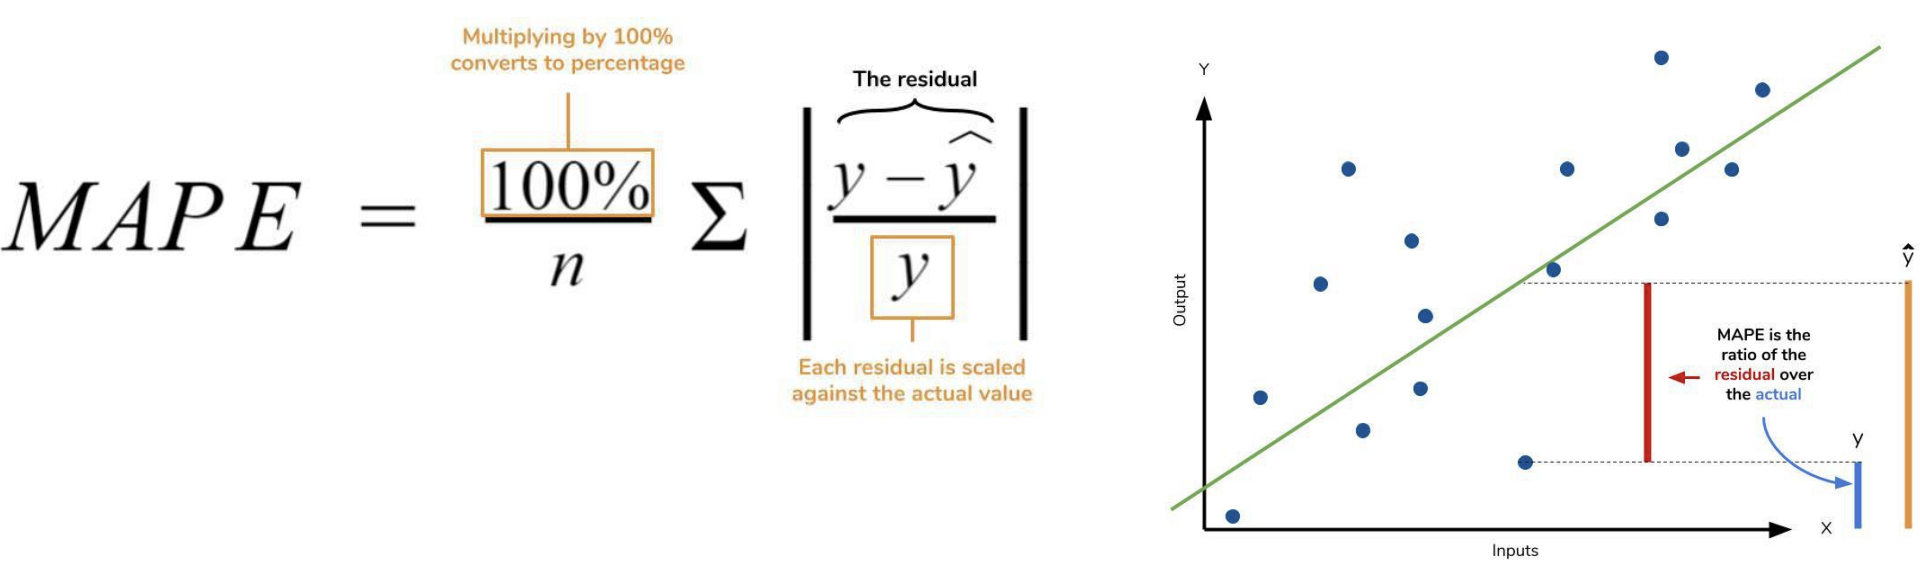 Multiplying by 100%
converts to percentage
The residual
MAPE = 100% / n Σ | y − ŷ / y |
Each residual is scaled
against the actual value
Y
Output
ŷ
MAPE is the
ratio of the
residual over
the actual
y
X
Inputs